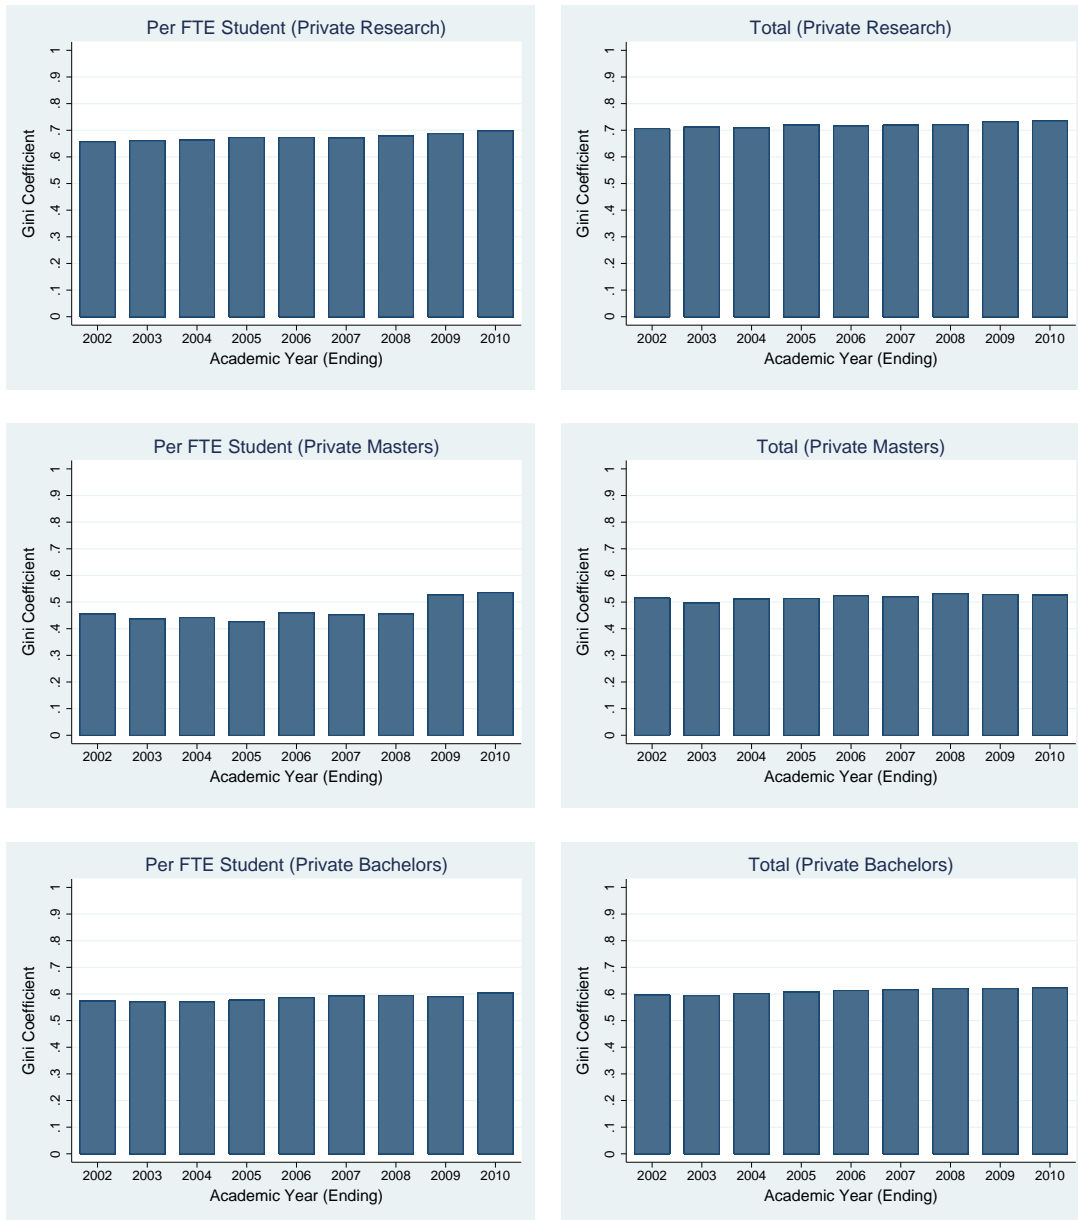 Per FTE Student (Private Research)
Gini Coefficient
1
.9
.8
.7
.6
.5
.4
.3
.2
.1
0
2002 2003 2004 2005 2006 2007 2008 2009 2010
Academic Year (Ending)
Total (Private Research)
Gini Coefficient
1
.9
.8
.7
.6
.5
.4
.3
.2
.1
0
2002 2003 2004 2005 2006 2007 2008 2009 2010
Academic Year (Ending)
Per FTE Student (Private Masters)
Gini Coefficient
1
.9
.8
.7
.6
.5
.4
.3
.2
.1
0
2002 2003 2004 2005 2006 2007 2008 2009 2010
Academic Year (Ending)
Total (Private Masters)
Gini Coefficient
1
.9
.8
.7
.6
.5
.4
.3
.2
.1
0
2002 2003 2004 2005 2006 2007 2008 2009 2010
Academic Year (Ending)
Per FTE Student (Private Bachelors)
Gini Coefficient
1
.9
.8
.7
.6
.5
.4
.3
.2
.1
0
2002 2003 2004 2005 2006 2007 2008 2009 2010
Academic Year (Ending)
Total (Private Bachelors)
Gini Coefficient
1
.9
.8
.7
.6
.5
.4
.3
.2
.1
0
2002 2003 2004 2005 2006 2007 2008 2009 2010
Academic Year (Ending)